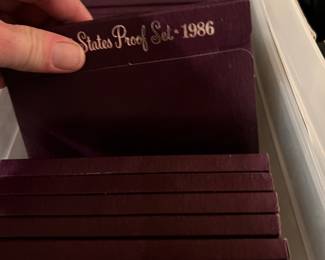 States Proof Set • 1986